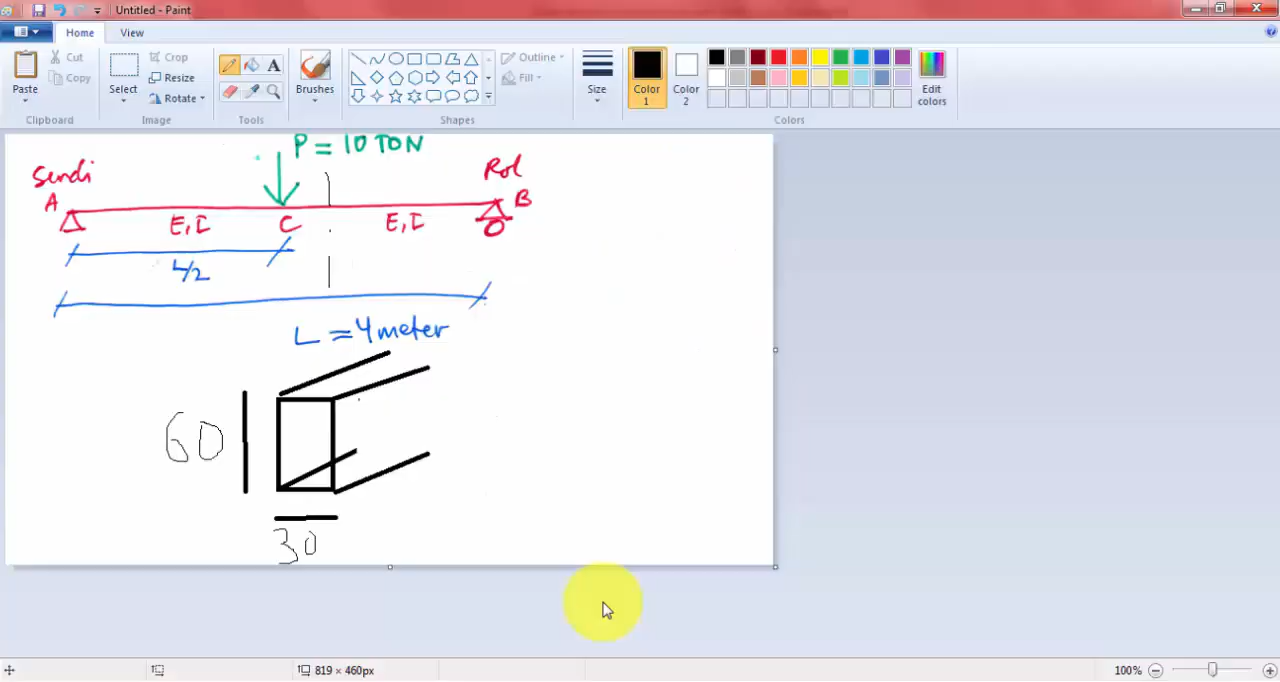 Untitled - Paint
Home View
Paste
Cut
Copy
Clipboard
Select
Crop
Resize
Rotate
Image
A
Tools
Brushes
Outline
Fill
Shapes
Size
Color 1
Color 2
Edit colors
Colors
P = 10 TON
Sendi
Rol
A
B
E, I
C
E, I
L/2
L = 4 meter
60
30
819 × 460px
100%